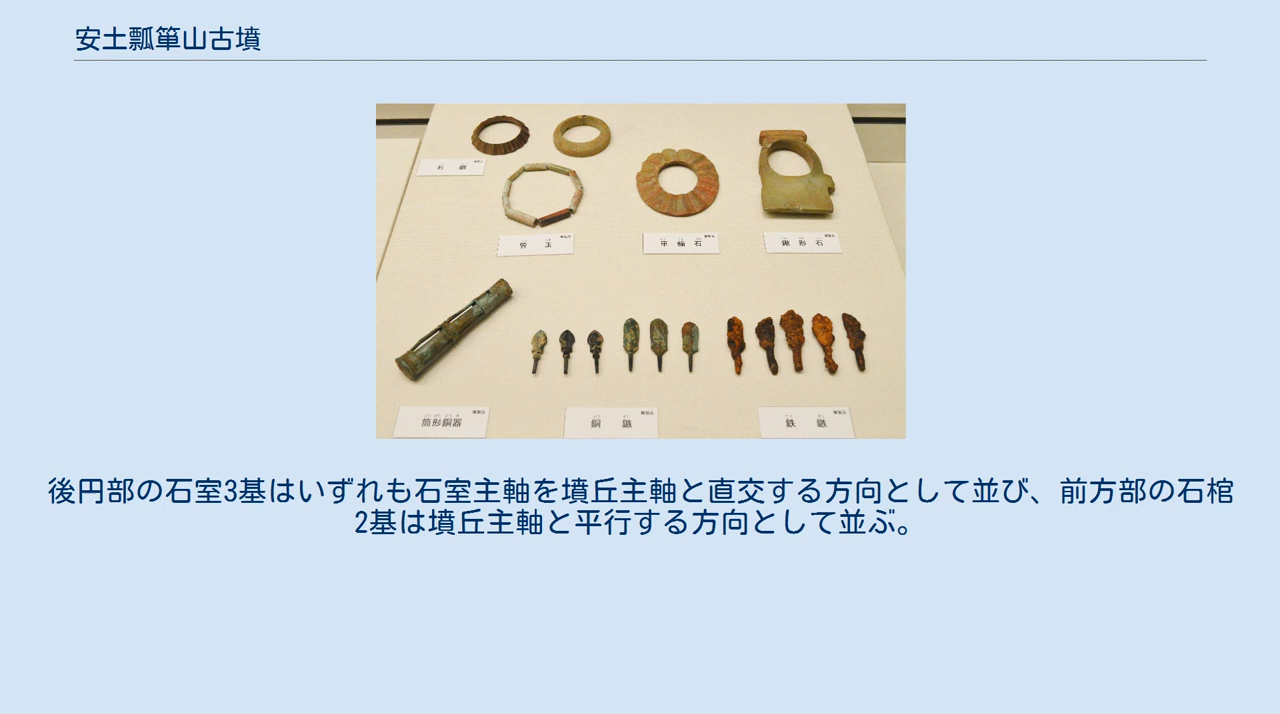 安土瓢箪山古墳
石 釧
管 玉
車 輪 石
鍬 形 石
筒形銅器
銅 鏃
鉄 鏃
後円部の石室3基はいずれも石室主軸を墳丘主軸と直交する方向として並び、前方部の石棺
2基は墳丘主軸と平行する方向として並ぶ。